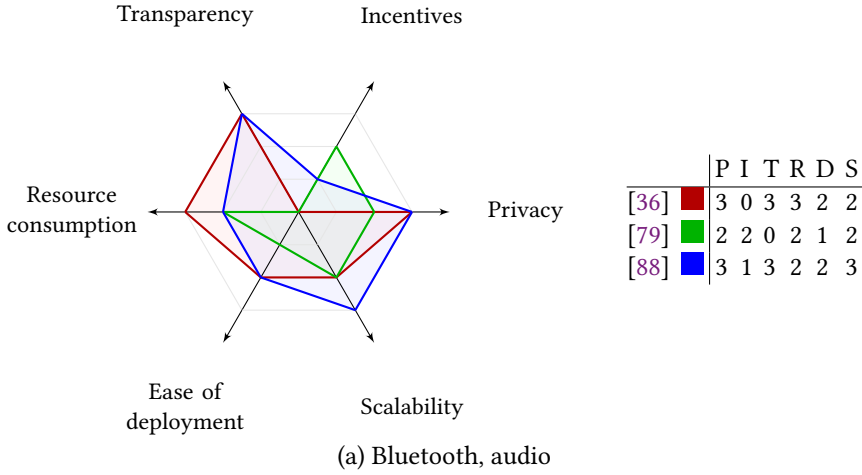 Transparency
Incentives
Resource
consumption
Privacy
Ease of
deployment
Scalability
P I T R D S
[36] 3 0 3 3 2 2
[79] 2 2 0 2 1 2
[88] 3 1 3 2 2 3
(a) Bluetooth, audio